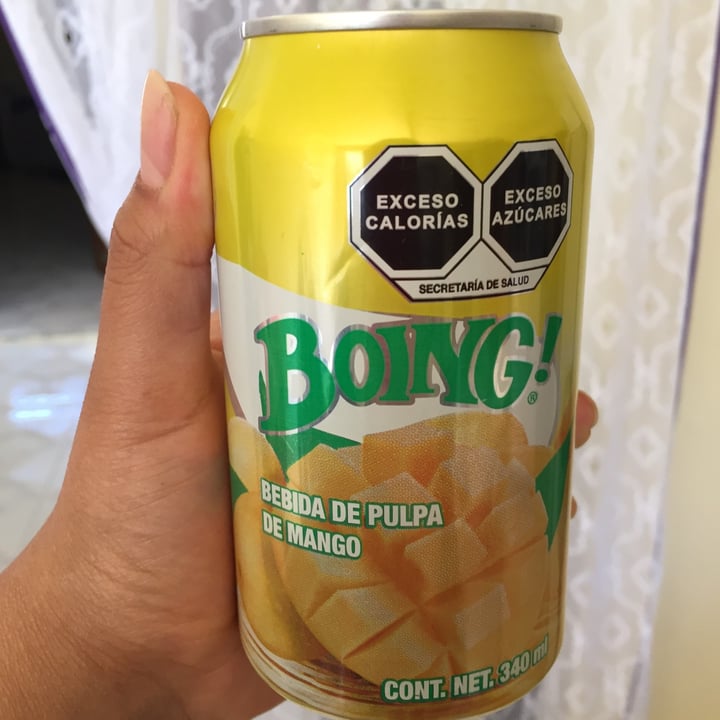 EXCESO
CALORÍAS
EXCESO
AZÚCARES
SECRETARÍA DE SALUD
BOING!®
BEBIDA DE PULPA
DE MANGO
CONT. NET. 340 ml